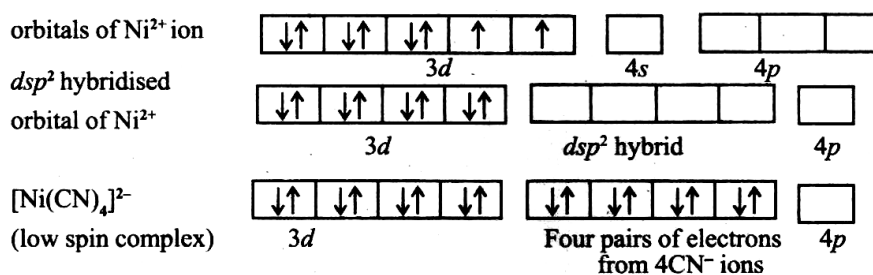 orbitals of Ni²⁺ ion
3d 4s 4p
dsp² hybridised
orbital of Ni²⁺
3d dsp² hybrid 4p
[Ni(CN)₄]²⁻
(low spin complex) 3d Four pairs of electrons 4p
from 4CN⁻ ions